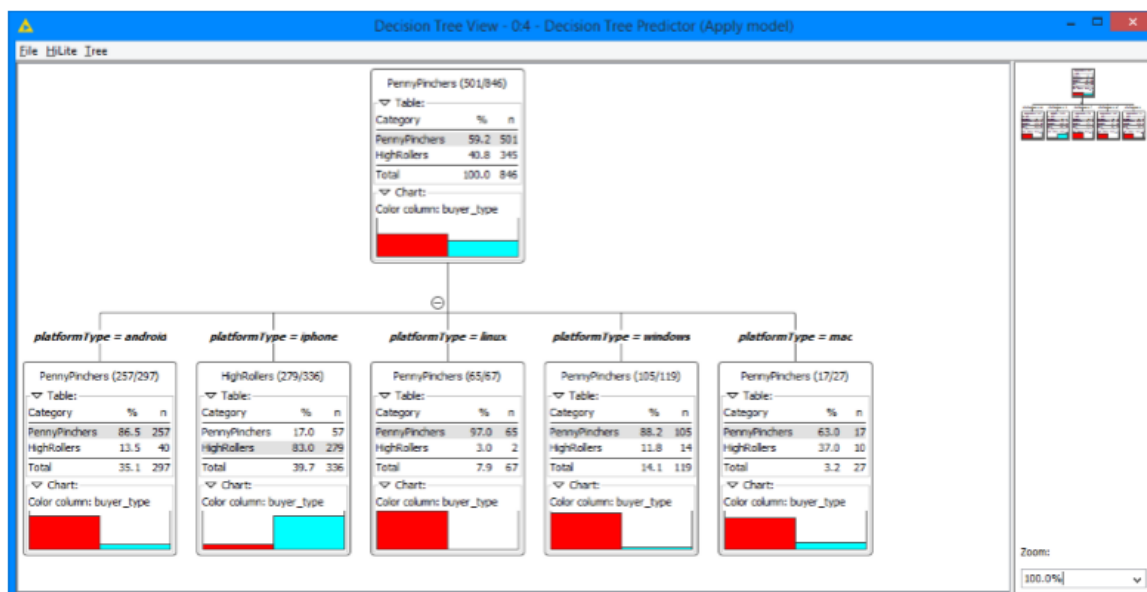 Decision Tree View - 0:4 - Decision Tree Predictor (Apply model)
File HiLite Tree
PennyPinchers (501/846)
Table:
Category % n
PennyPinchers 59.2 501
HighRollers 40.8 345
Total 100.0 846
Chart:
Color column: buyer_type
platformType = android
PennyPinchers (257/297)
Table:
Category % n
PennyPinchers 86.5 257
HighRollers 13.5 40
Total 35.1 297
Chart:
Color column: buyer_type
platformType = iphone
HighRollers (279/336)
Table:
Category % n
PennyPinchers 17.0 57
HighRollers 83.0 279
Total 39.7 336
Chart:
Color column: buyer_type
platformType = linux
PennyPinchers (65/67)
Table:
Category % n
PennyPinchers 97.0 65
HighRollers 3.0 2
Total 7.9 67
Chart:
Color column: buyer_type
platformType = windows
PennyPinchers (105/119)
Table:
Category % n
PennyPinchers 88.2 105
HighRollers 11.8 14
Total 14.1 119
Chart:
Color column: buyer_type
platformType = mac
PennyPinchers (17/27)
Table:
Category % n
PennyPinchers 63.0 17
HighRollers 37.0 10
Total 3.2 27
Chart:
Color column: buyer_type
Zoom:
100.0%